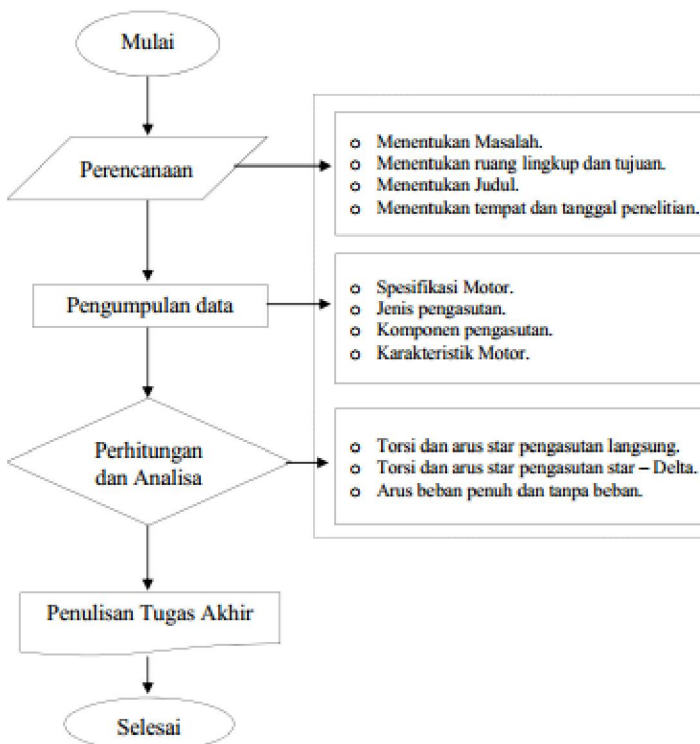 Mulai
Perencanaan
o Menentukan Masalah.
o Menentukan ruang lingkup dan tujuan.
o Menentukan Judul.
o Menentukan tempat dan tanggal penelitian.
Pengumpulan data
o Spesifikasi Motor.
o Jenis pengasutan.
o Komponen pengasutan.
o Karakteristik Motor.
Perhitungan
dan Analisa
o Torsi dan arus star pengasutan langsung.
o Torsi dan arus star pengasutan star – Delta.
o Arus beban penuh dan tanpa beban.
Penulisan Tugas Akhir
Selesai